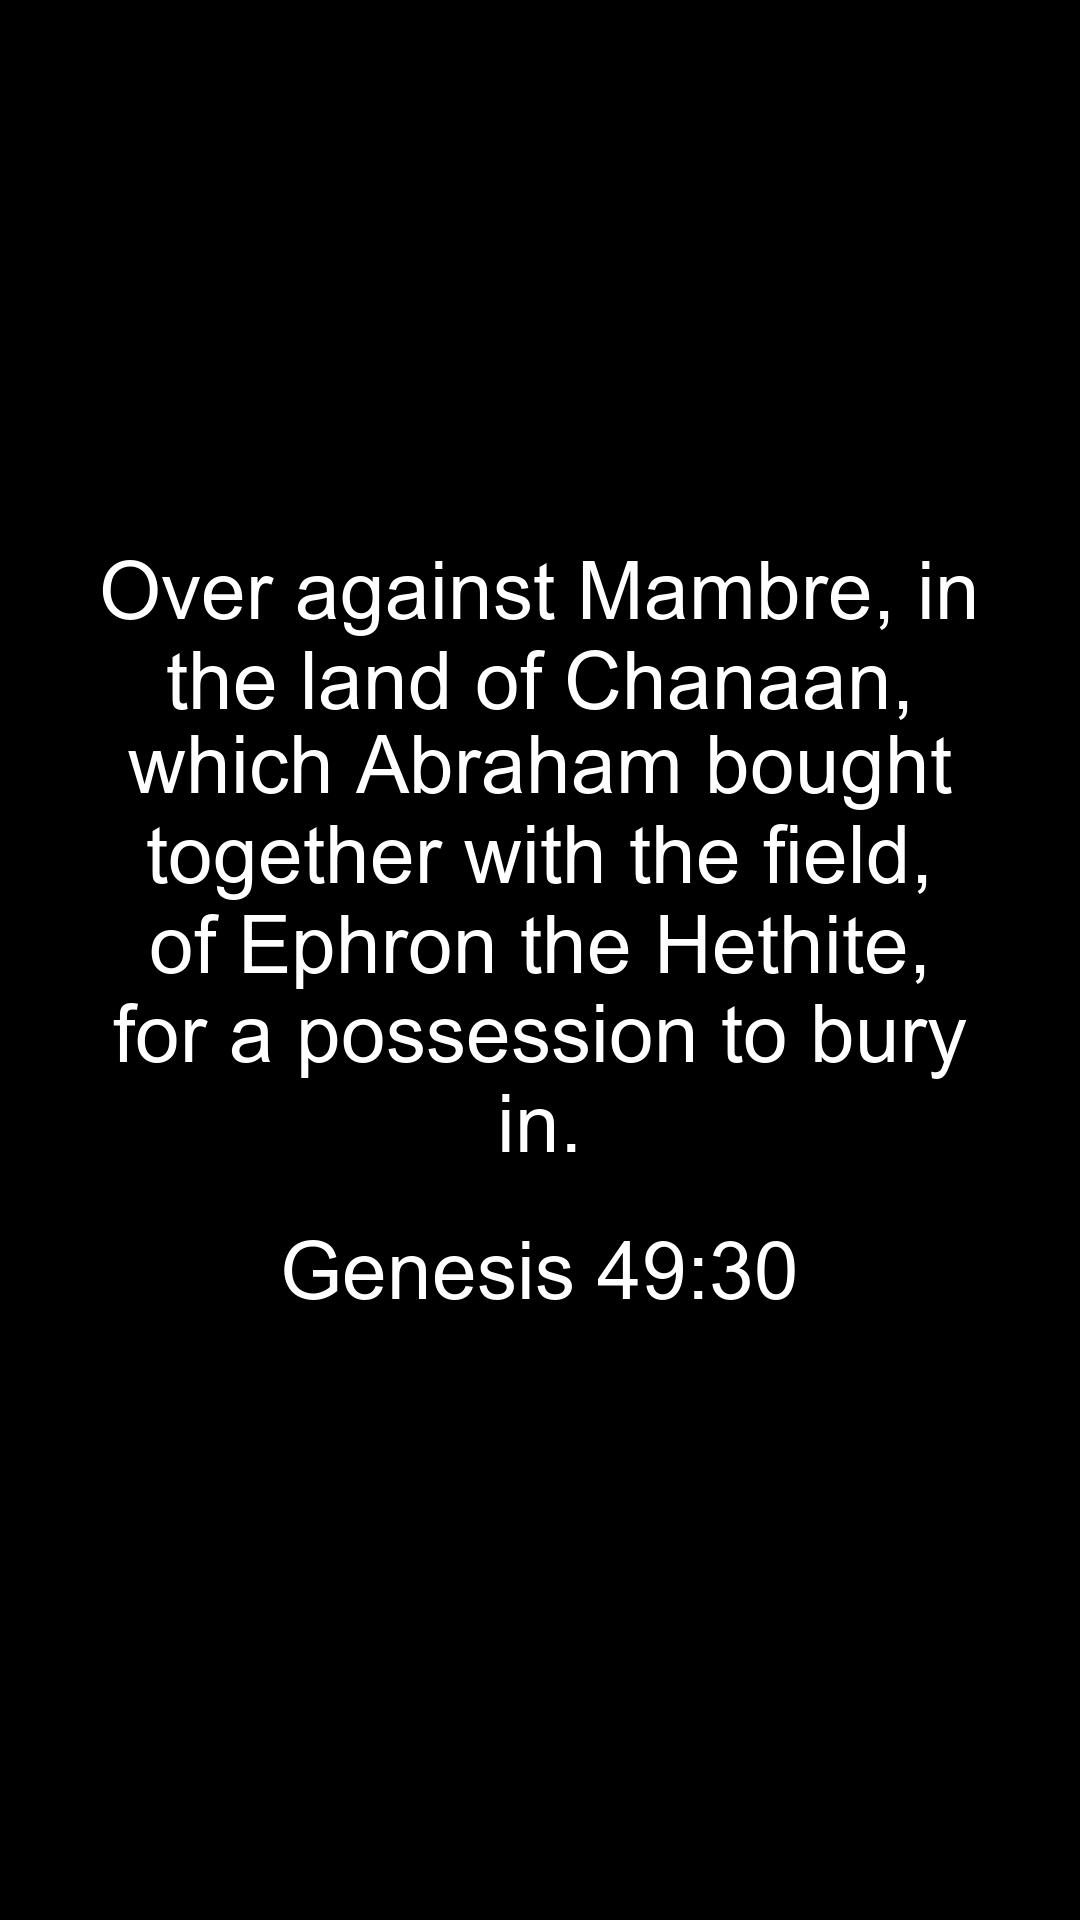 Over against Mambre, in
the land of Chanaan,
which Abraham bought
together with the field,
of Ephron the Hethite,
for a possession to bury
in.
Genesis 49:30